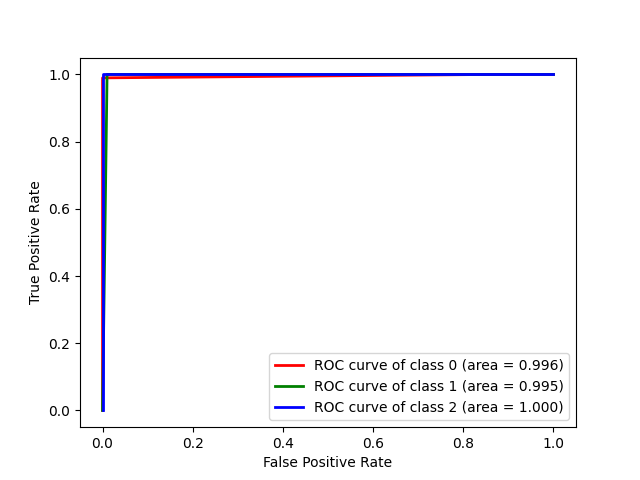 1.0
0.8
0.6
0.4
0.2
0.0
True Positive Rate
ROC curve of class 0 (area = 0.996)
ROC curve of class 1 (area = 0.995)
ROC curve of class 2 (area = 1.000)
0.0 0.2 0.4 0.6 0.8 1.0
False Positive Rate